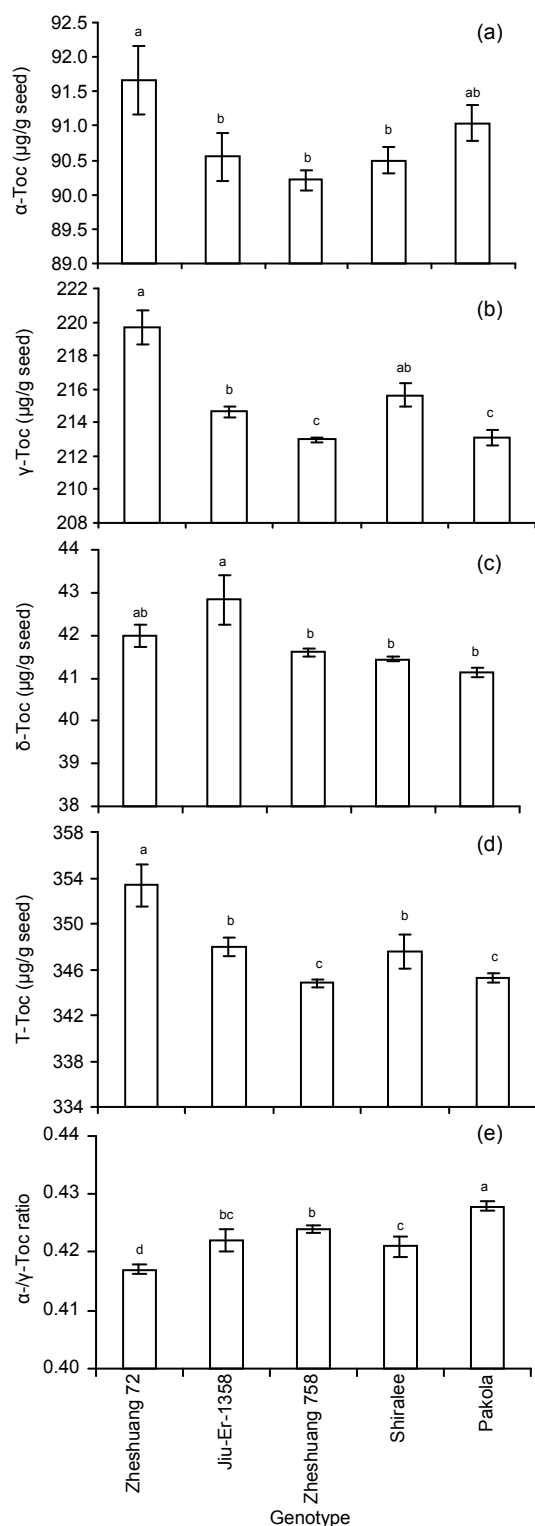 (a)
α-Toc (μg/g seed)
92.5
92.0
91.5
91.0
90.5
90.0
89.5
89.0
a
b
b
b
ab
(b)
γ-Toc (μg/g seed)
222
220
218
216
214
212
210
208
a
b
c
ab
c
(c)
δ-Toc (μg/g seed)
44
43
42
41
40
39
38
ab
a
b
b
b
(d)
T-Toc (μg/g seed)
358
354
350
346
342
338
334
a
b
c
b
c
(e)
α-/γ-Toc ratio
0.44
0.43
0.42
0.41
0.40
d
bc
b
c
a
Zheshuang 72
Jiu-Er-1358
Zheshuang 758
Shiralee
Pakola
Genotype